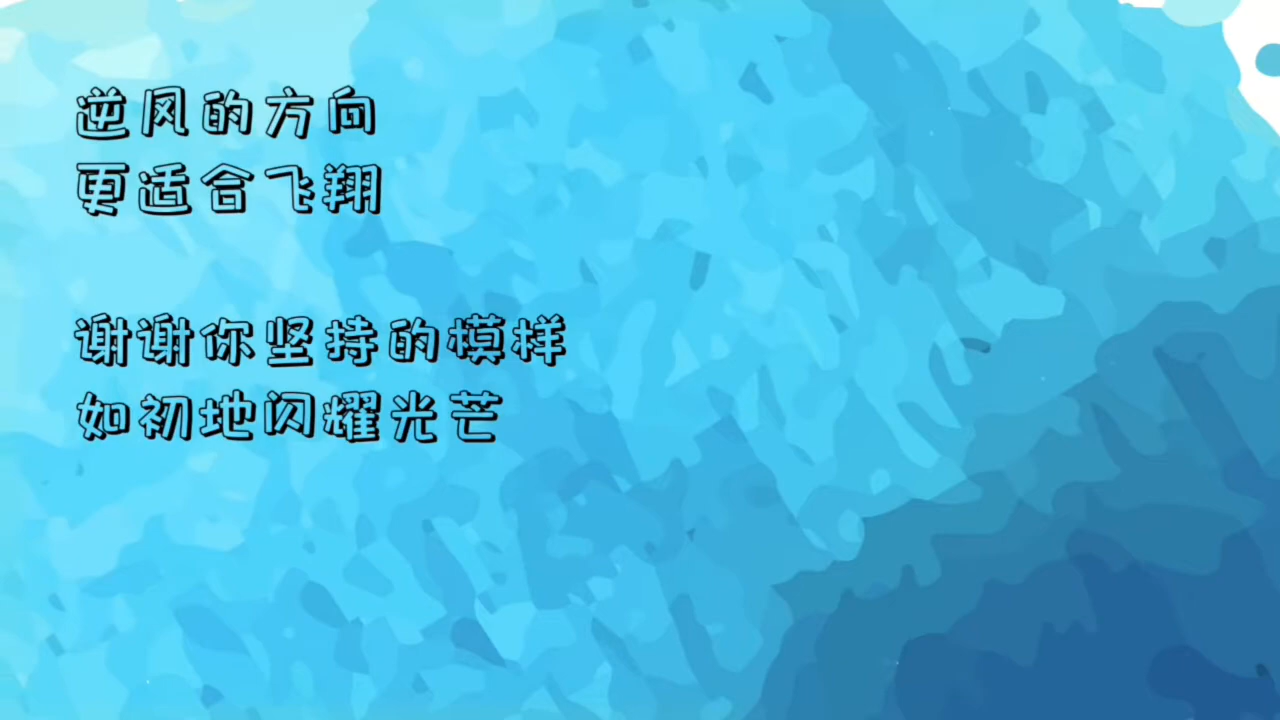 逆风的方向
更适合飞翔
谢谢你坚持的模样
如初地闪耀光芒